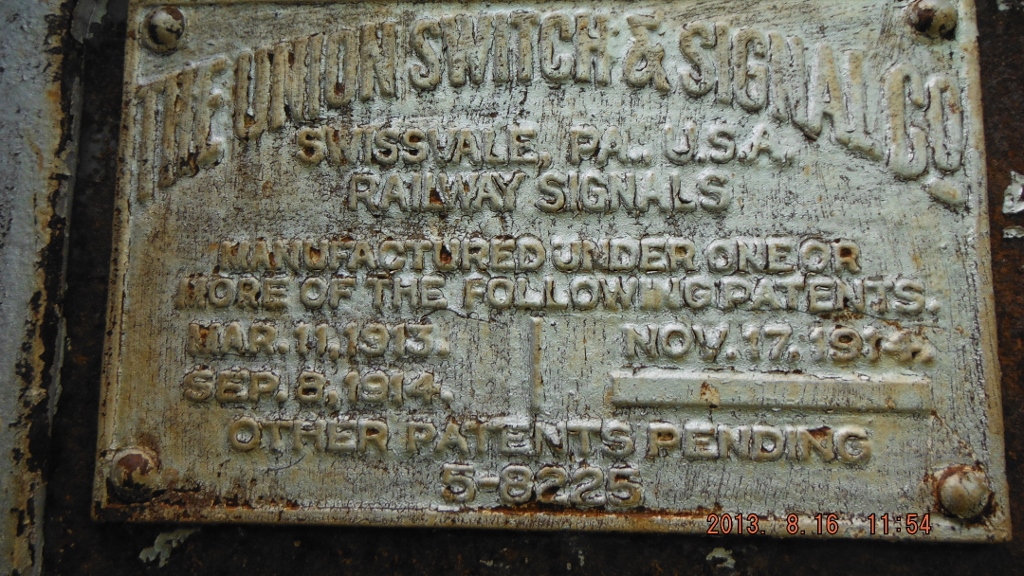 THE UNION SWITCH & SIGNAL CO.
SWISSVALE, PA., U.S.A.
RAILWAY SIGNALS
MANUFACTURED UNDER ONE OR
MORE OF THE FOLLOWING PATENTS.
MAR. 11, 1913. NOV. 17, 1914.
SEP. 8, 1914.
OTHER PATENTS PENDING
5-8225
2013. 8.16 11:54